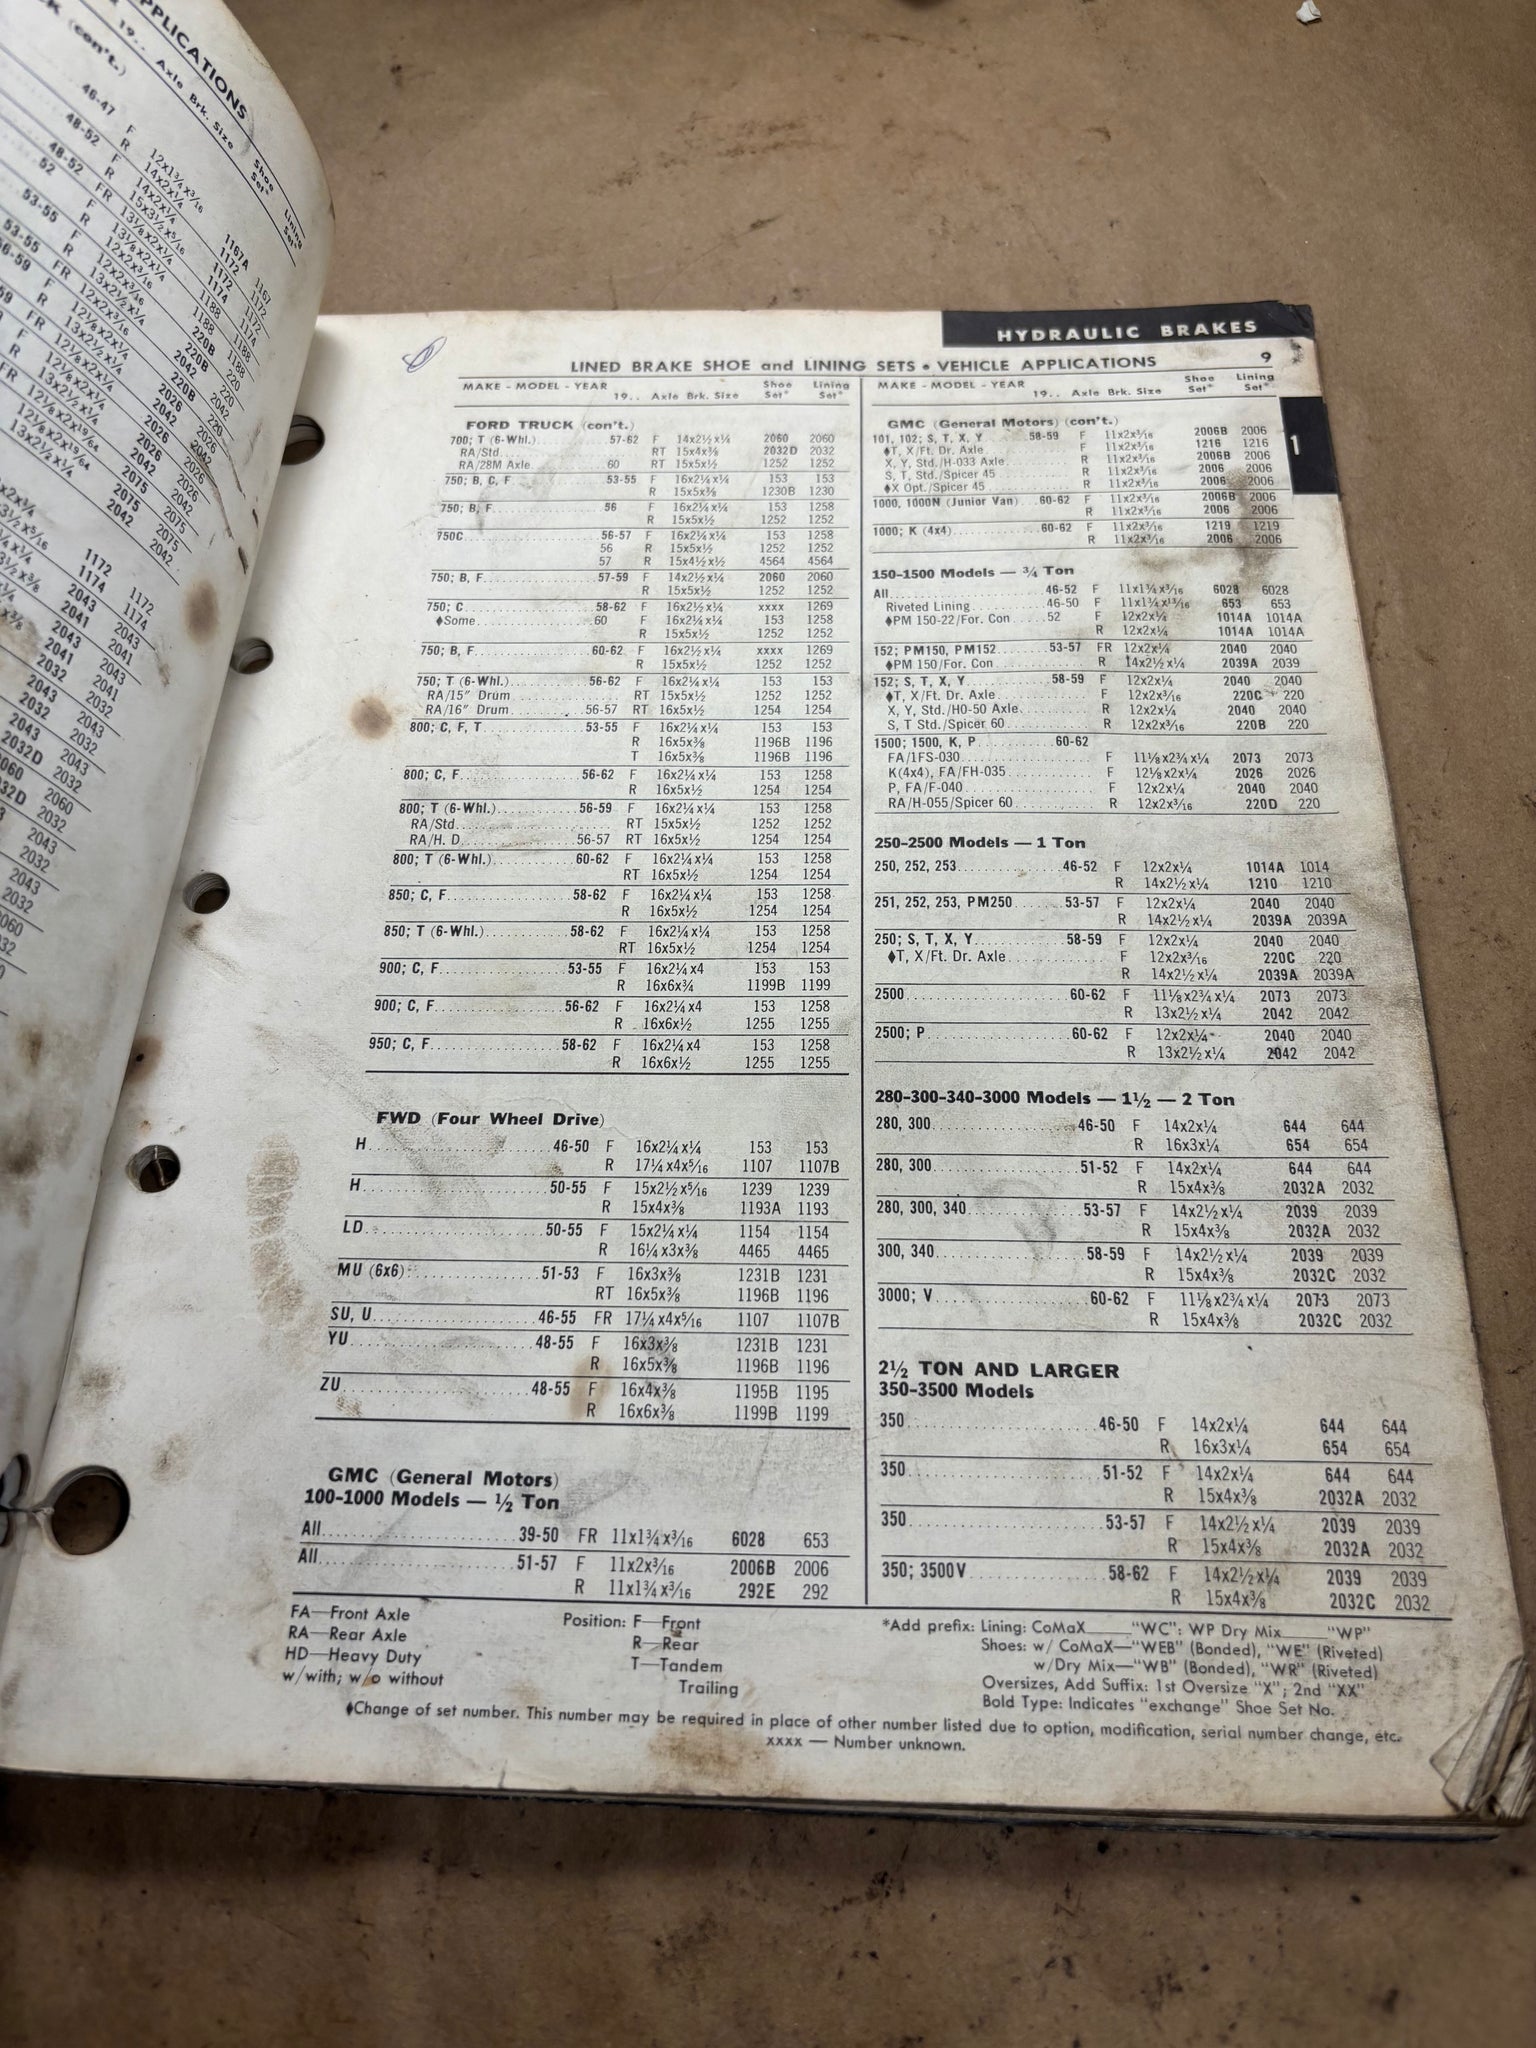 APPLICATIONS
(con't.)
19.. Axle Brk. Size Shoe Set* Lining Set*
46-47 F 12x1¾x3/16 1167A 1167
R 14x2x¼ 1172 1172
48-52 F 14x2x¼ 1172 1172
HYDRAULIC BRAKES
9
1
LINED BRAKE SHOE and LINING SETS • VEHICLE APPLICATIONS
MAKE - MODEL - YEAR 19.. Axle Brk. Size Shoe Set* Lining Set*
FORD TRUCK (con't.)
700; T (6-Whl.) 57-62 F 14x2½x¼ 2060 2060
RA/Std. RT 15x4x⅜ 2032D 2032
RA/28M Axle 60 RT 15x5x½ 1252 1252
750; B, C, F 53-55 F 16x2¼x¼ 153 153
R 15x5x⅜ 1230B 1230
750; B, F 56 F 16x2¼x¼ 153 1258
R 15x5x½ 1252 1252
750C 56-57 F 16x2¼x¼ 153 1258
56 R 15x5x½ 1252 1252
57 R 15x4½x½ 4564 4564
750; B, F 57-59 F 14x2½x¼ 2060 2060
R 15x5x½ 1252 1252
750; C 58-62 F 16x2½x¼ xxxx 1269
♦Some 60 F 16x2¼x¼ 153 1258
R 15x5x½ 1252 1252
750; B, F 60-62 F 16x2½x¼ xxxx 1269
R 15x5x½ 1252 1252
750; T (6-Whl.) 56-62 F 16x2¼x¼ 153 153
RA/15" Drum RT 15x5x½ 1252 1252
RA/16" Drum 56-57 RT 16x5x½ 1254 1254
800; C, F, T 53-55 F 16x2¼x¼ 153 153
R 16x5x⅜ 1196B 1196
T 16x5x⅜ 1196B 1196
800; C, F 56-62 F 16x2¼x¼ 153 1258
R 16x5x½ 1254 1254
800; T (6-Whl.) 56-59 F 16x2¼x¼ 153 1258
RA/Std. RT 15x5x½ 1252 1252
RA/H. D. 56-57 RT 16x5x½ 1254 1254
800; T (6-Whl.) 60-62 F 16x2¼x¼ 153 1258
RT 16x5x½ 1254 1254
850; C, F 58-62 F 16x2¼x¼ 153 1258
R 16x5x½ 1254 1254
850; T (6-Whl.) 58-62 F 16x2¼x¼ 153 1258
RT 16x5x½ 1254 1254
900; C, F 53-55 F 16x2¼x4 153 153
R 16x6x¾ 1199B 1199
900; C, F 56-62 F 16x2¼x4 153 1258
R 16x6x½ 1255 1255
950; C, F 58-62 F 16x2¼x4 153 1258
R 16x6x½ 1255 1255
FWD (Four Wheel Drive)
H 46-50 F 16x2¼x¼ 153 153
R 17¼x4x5/16 1107 1107B
H 50-55 F 15x2½x5/16 1239 1239
R 15x4x⅜ 1193A 1193
LD 50-55 F 15x2¼x¼ 1154 1154
R 16¼x3x⅜ 4465 4465
MU (6x6) 51-53 F 16x3x⅜ 1231B 1231
RT 16x5x⅜ 1196B 1196
SU, U 46-55 FR 17¼x4x5/16 1107 1107B
YU 48-55 F 16x3x⅜ 1231B 1231
R 16x5x⅜ 1196B 1196
ZU 48-55 F 16x4x⅜ 1195B 1195
R 16x6x⅜ 1199B 1199
GMC (General Motors)
100-1000 Models — ½ Ton
All 39-50 FR 11x1¾x3/16 6028 653
All 51-57 F 11x2x3/16 2006B 2006
R 11x1¾x3/16 292E 292
MAKE - MODEL - YEAR 19.. Axle Brk. Size Shoe Set* Lining Set*
GMC (General Motors) (con't.)
101, 102; S, T, X, Y 58-59 F 11x2x3/16 2006B 2006
♦T, X/Ft. Dr. Axle F 11x2x3/16 1216 1216
X, Y, Std./H-033 Axle R 11x2x3/16 2006B 2006
S, T, Std./Spicer 45 R 11x2x3/16 2006 2006
♦X Opt./Spicer 45 R 11x2x3/16 2006 2006
1000, 1000N (Junior Van) 60-62 F 11x2x3/16 2006B 2006
R 11x2x3/16 2006 2006
1000; K (4x4) 60-62 F 11x2x3/16 1219 1219
R 11x2x3/16 2006 2006
150-1500 Models — ¾ Ton
All 46-52 F 11x1¾x3/16 6028 6028
Riveted Lining 46-50 F 11x1¾x13/16 653 653
♦PM 150-22/For. Con 52 F 12x2x¼ 1014A 1014A
R 12x2x¼ 1014A 1014A
152; PM150, PM152 53-57 FR 12x2x¼ 2040 2040
♦PM 150/For. Con R 14x2½x¼ 2039A 2039
152; S, T, X, Y 58-59 F 12x2x¼ 2040 2040
♦T, X/Ft. Dr. Axle F 12x2x3/16 220C 220
X, Y, Std./H0-50 Axle R 12x2x¼ 2040 2040
S, T Std./Spicer 60 R 12x2x3/16 220B 220
1500; 1500, K, P 60-62
FA/1FS-030 F 11⅛x2¾x¼ 2073 2073
K(4x4), FA/FH-035 F 12⅛x2x¼ 2026 2026
P, FA/F-040 F 12x2x¼ 2040 2040
RA/H-055/Spicer 60 R 12x2x3/16 220D 220
250-2500 Models — 1 Ton
250, 252, 253 46-52 F 12x2x¼ 1014A 1014
R 14x2½x¼ 1210 1210
251, 252, 253, PM250 53-57 F 12x2x¼ 2040 2040
R 14x2½x¼ 2039A 2039A
250; S, T, X, Y 58-59 F 12x2x¼ 2040 2040
♦T, X/Ft. Dr. Axle F 12x2x3/16 220C 220
R 14x2½x¼ 2039A 2039A
2500 60-62 F 11⅛x2¾x¼ 2073 2073
R 13x2½x¼ 2042 2042
2500; P 60-62 F 12x2x¼ 2040 2040
R 13x2½x¼ 2042 2042
280-300-340-3000 Models — 1½ — 2 Ton
280, 300 46-50 F 14x2x¼ 644 644
R 16x3x¼ 654 654
280, 300 51-52 F 14x2x¼ 644 644
R 15x4x⅜ 2032A 2032
280, 300, 340 53-57 F 14x2½x¼ 2039 2039
R 15x4x⅜ 2032A 2032
300, 340 58-59 F 14x2½x¼ 2039 2039
R 15x4x⅜ 2032C 2032
3000; V 60-62 F 11⅛x2¾x¼ 2073 2073
R 15x4x⅜ 2032C 2032
2½ TON AND LARGER
350-3500 Models
350 46-50 F 14x2x¼ 644 644
R 16x3x¼ 654 654
350 51-52 F 14x2x¼ 644 644
R 15x4x⅜ 2032A 2032
350 53-57 F 14x2½x¼ 2039 2039
R 15x4x⅜ 2032A 2032
350; 3500V 58-62 F 14x2½x¼ 2039 2039
R 15x4x⅜ 2032C 2032
FA—Front Axle
RA—Rear Axle
HD—Heavy Duty
w/with; w/o without
Position: F—Front
R—Rear
T—Tandem
Trailing
*Add prefix: Lining: CoMaX____"WC": WP Dry Mix____"WP"
Shoes: w/ CoMaX—"WEB" (Bonded), "WE" (Riveted)
w/Dry Mix—"WB" (Bonded), "WR" (Riveted)
Oversizes, Add Suffix: 1st Oversize "X"; 2nd "XX"
Bold Type: Indicates "exchange" Shoe Set No.
♦Change of set number. This number may be required in place of other number listed due to option, modification, serial number change, etc.
xxxx — Number unknown.